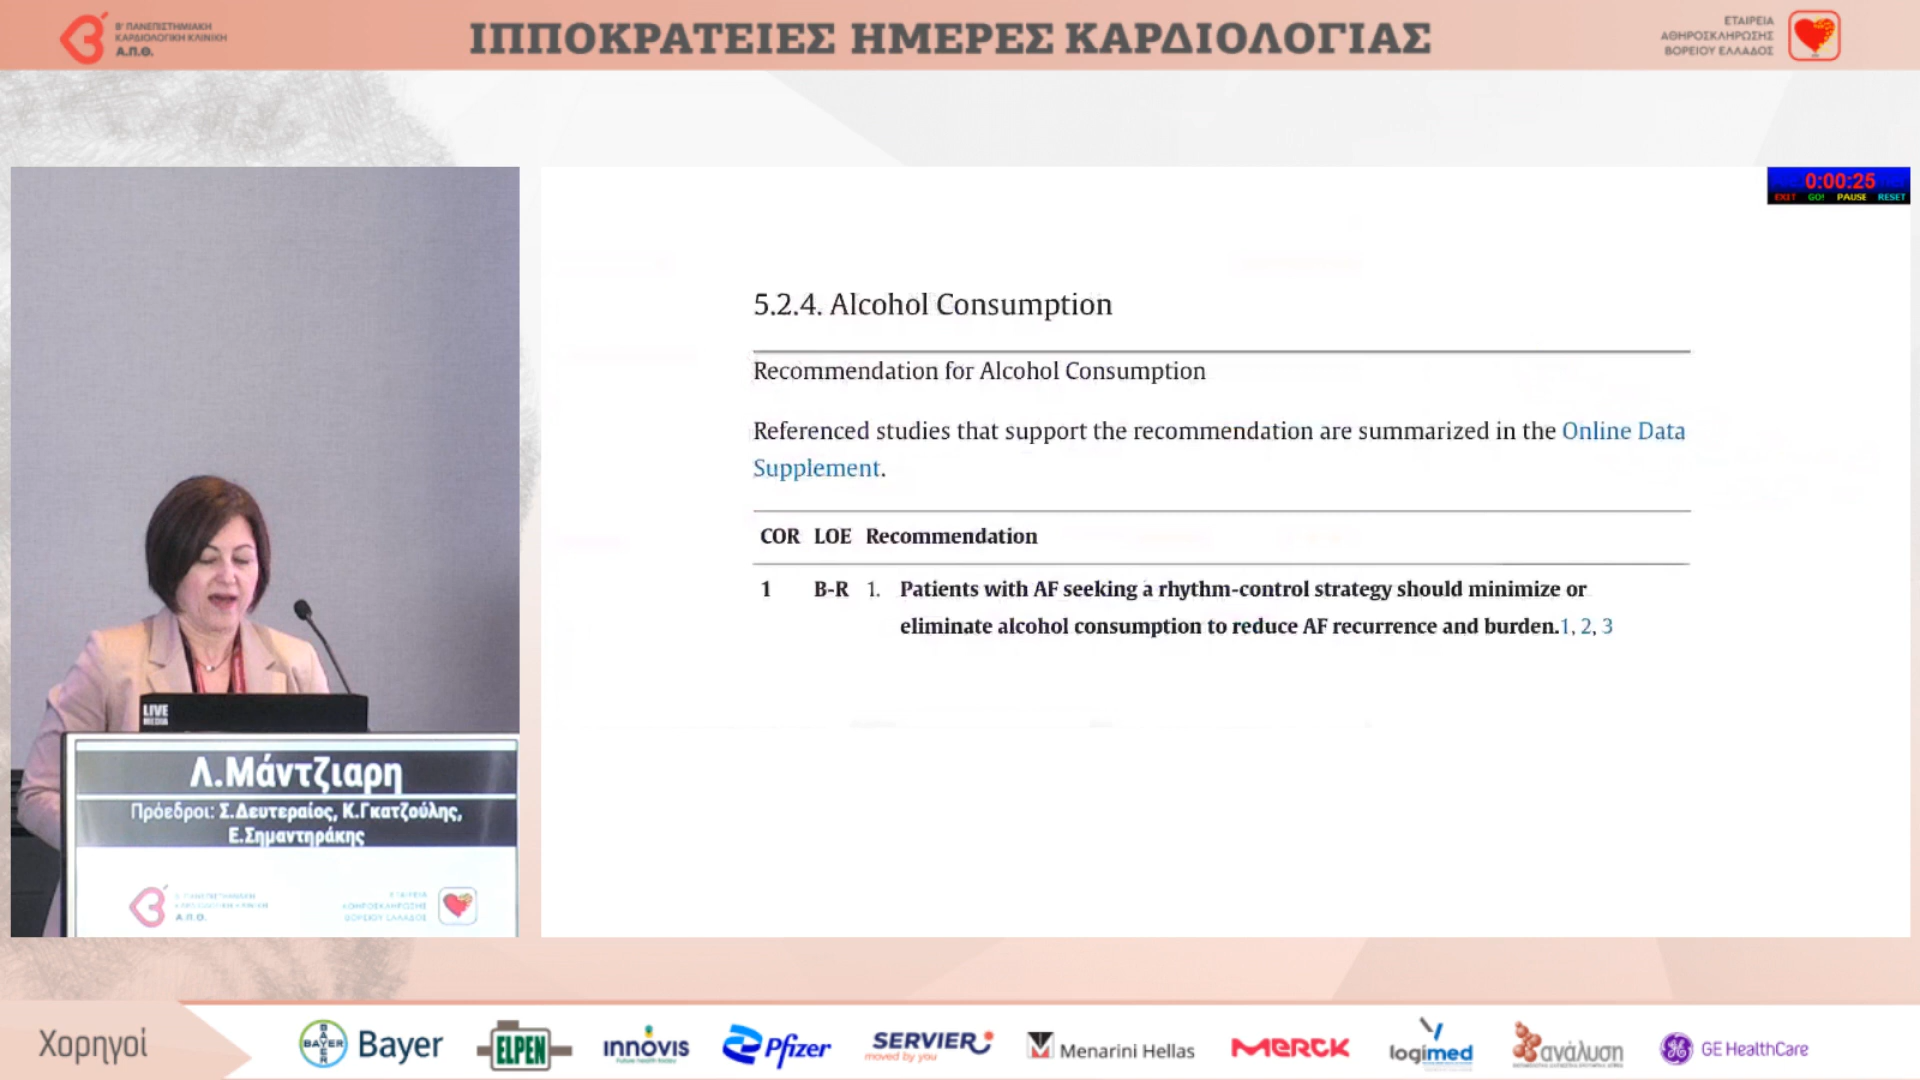 Β' ΠΑΝΕΠΙΣΤΗΜΙΑΚΗ
ΚΑΡΔΙΟΛΟΓΙΚΗ ΚΛΙΝΙΚΗ
Α.Π.Θ.
ΙΠΠΟΚΡΑΤΕΙΕΣ ΗΜΕΡΕΣ ΚΑΡΔΙΟΛΟΓΙΑΣ
ΕΤΑΙΡΕΙΑ
ΑΘΗΡΟΣΚΛΗΡΩΣΗΣ
ΒΟΡΕΙΟΥ ΕΛΛΑΔΟΣ
0:00:25
EXIT GO! PAUSE RESET
5.2.4. Alcohol Consumption
Recommendation for Alcohol Consumption
Referenced studies that support the recommendation are summarized in the Online Data
Supplement.
COR LOE Recommendation
1 B-R 1. Patients with AF seeking a rhythm-control strategy should minimize or
eliminate alcohol consumption to reduce AF recurrence and burden.1, 2, 3
LIVE
MEDIA
Λ.Μάντζιαρη
Πρόεδροι: Σ.Δευτεραίος, Κ.Γκατζούλης,
Ε.Σημαντηράκης
Β' ΠΑΝΕΠΙΣΤΗΜΙΑΚΗ
ΚΑΡΔΙΟΛΟΓΙΚΗ ΚΛΙΝΙΚΗ
Α.Π.Θ.
ΕΤΑΙΡΕΙΑ
ΑΘΗΡΟΣΚΛΗΡΩΣΗΣ
ΒΟΡΕΙΟΥ ΕΛΛΑΔΟΣ
Χορηγοί
BAYER
BAYER
Bayer
ELPEN
innovis
Future health today
Pfizer
SERVIER
moved by you
Menarini Hellas
MERCK
logimed
ανάλυση
GE HealthCare